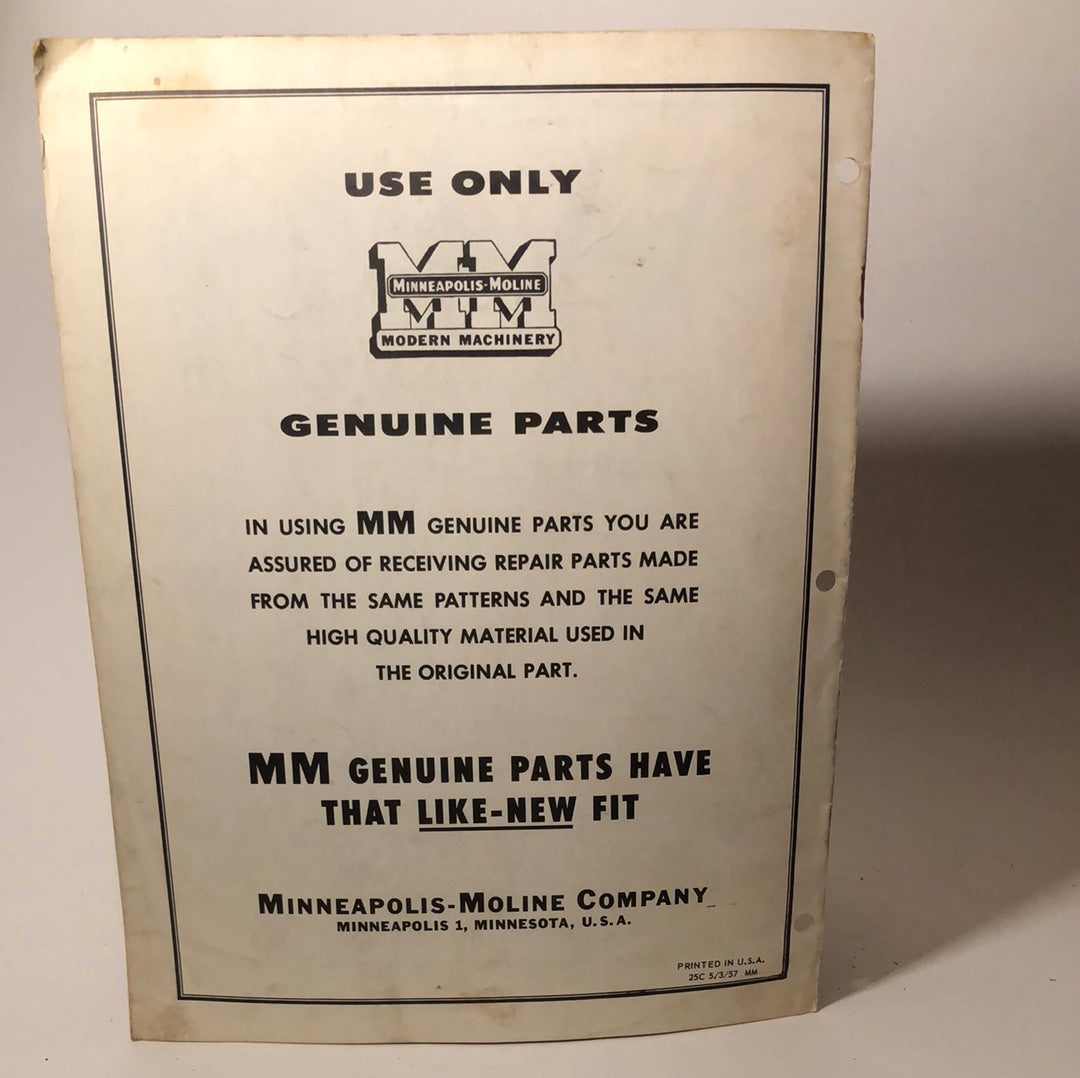 USE ONLY
MM
MINNEAPOLIS-MOLINE
MODERN MACHINERY
GENUINE PARTS
IN USING MM GENUINE PARTS YOU ARE
ASSURED OF RECEIVING REPAIR PARTS MADE
FROM THE SAME PATTERNS AND THE SAME
HIGH QUALITY MATERIAL USED IN
THE ORIGINAL PART.
MM GENUINE PARTS HAVE
THAT LIKE-NEW FIT
MINNEAPOLIS-MOLINE COMPANY
MINNEAPOLIS 1, MINNESOTA, U.S.A.
PRINTED IN U.S.A.
25C 5/3/57 MM